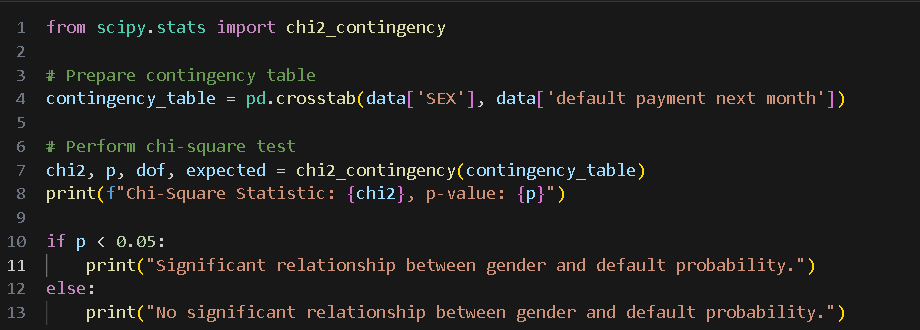 1 from scipy.stats import chi2_contingency
2
3 # Prepare contingency table
4 contingency_table = pd.crosstab(data['SEX'], data['default payment next month'])
5
6 # Perform chi-square test
7 chi2, p, dof, expected = chi2_contingency(contingency_table)
8 print(f"Chi-Square Statistic: {chi2}, p-value: {p}")
9
10 if p < 0.05:
11     print("Significant relationship between gender and default probability.")
12 else:
13     print("No significant relationship between gender and default probability.")